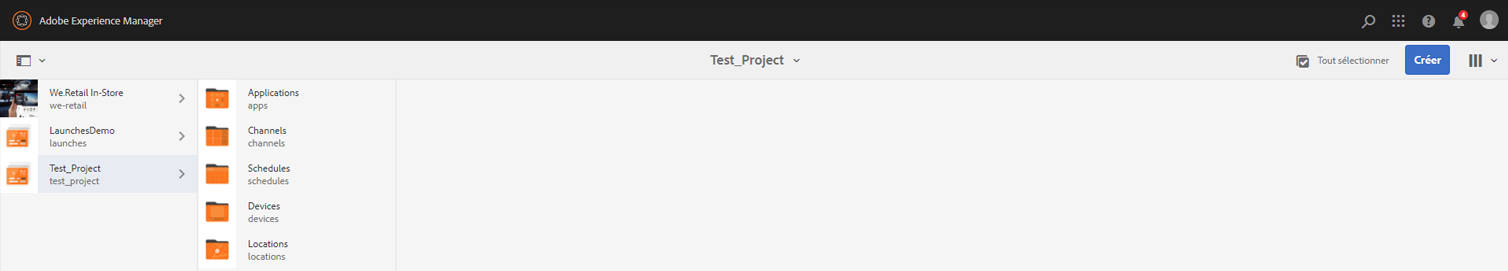 Adobe Experience Manager
4
Test_Project
Tout sélectionner
Créer
We.Retail In-Store
we-retail
LaunchesDemo
launches
Test_Project
test_project
Applications
apps
Channels
channels
Schedules
schedules
Devices
devices
Locations
locations